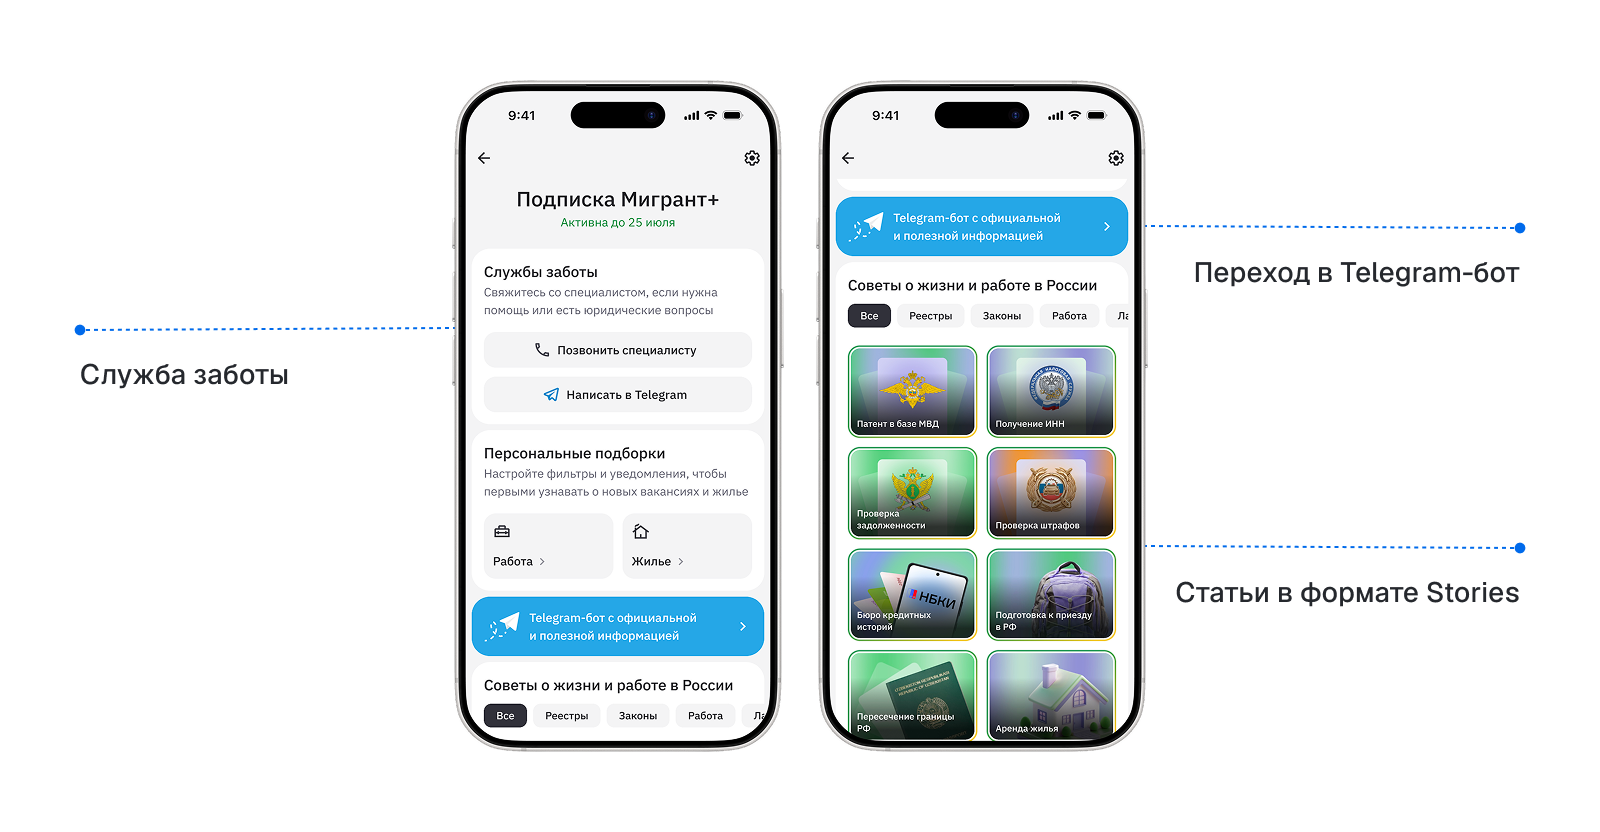 Служба заботы
9:41
Подписка Мигрант+
Активна до 25 июля
Службы заботы
Свяжитесь со специалистом, если нужна
помощь или есть юридические вопросы
Позвонить специалисту
Написать в Telegram
Персональные подборки
Настройте фильтры и уведомления, чтобы
первыми узнавать о новых вакансиях и жилье
Работа
Жилье
Telegram-бот с официальной
и полезной информацией
Советы о жизни и работе в России
Все
Реестры
Законы
Работа
Ла
9:41
Telegram-бот с официальной
и полезной информацией
Советы о жизни и работе в России
Все
Реестры
Законы
Работа
Ла
Патент в базе МВД
Получение ИНН
Проверка
задолженности
Проверка штрафов
НБКИ
Бюро кредитных
историй
Подготовка к приезду
в РФ
Пересечение границы
РФ
Аренда жилья
Переход в Telegram-бот
Статьи в формате Stories